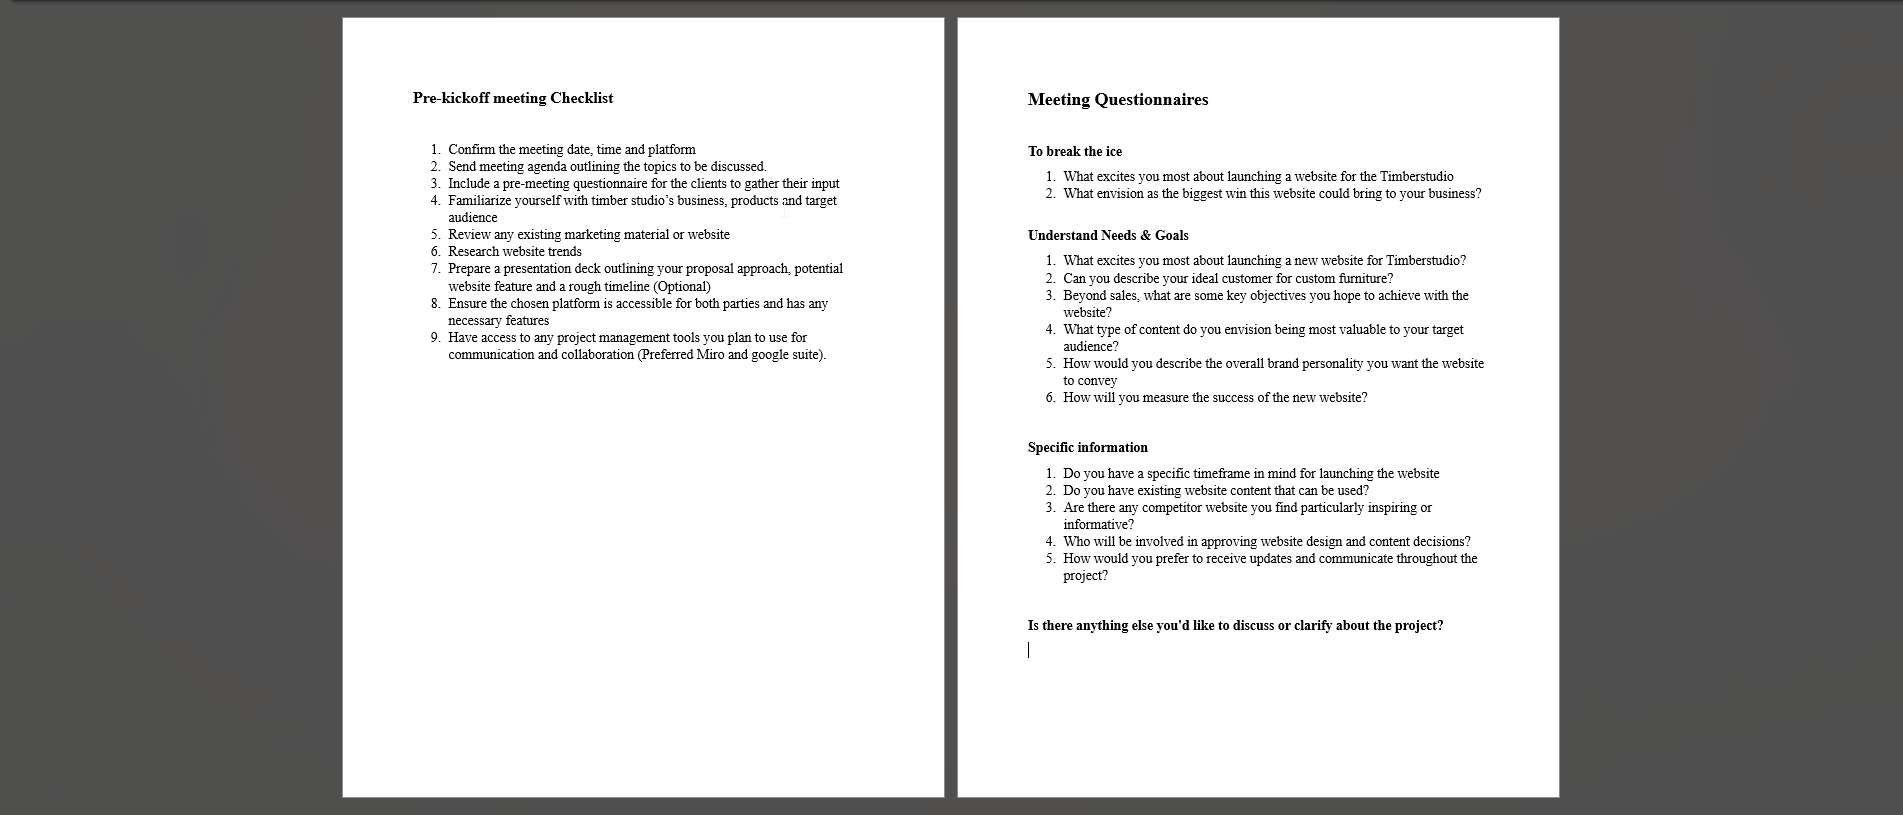 Pre-kickoff meeting Checklist
1. Confirm the meeting date, time and platform
2. Send meeting agenda outlining the topics to be discussed.
3. Include a pre-meeting questionnaire for the clients to gather their input
4. Familiarize yourself with timber studio’s business, products and target
audience
5. Review any existing marketing material or website
6. Research website trends
7. Prepare a presentation deck outlining your proposal approach, potential
website feature and a rough timeline (Optional)
8. Ensure the chosen platform is accessible for both parties and has any
necessary features
9. Have access to any project management tools you plan to use for
communication and collaboration (Preferred Miro and google suite).
Meeting Questionnaires
To break the ice
1. What excites you most about launching a website for the Timberstudio
2. What envision as the biggest win this website could bring to your business?
Understand Needs & Goals
1. What excites you most about launching a new website for Timberstudio?
2. Can you describe your ideal customer for custom furniture?
3. Beyond sales, what are some key objectives you hope to achieve with the
website?
4. What type of content do you envision being most valuable to your target
audience?
5. How would you describe the overall brand personality you want the website
to convey
6. How will you measure the success of the new website?
Specific information
1. Do you have a specific timeframe in mind for launching the website
2. Do you have existing website content that can be used?
3. Are there any competitor website you find particularly inspiring or
informative?
4. Who will be involved in approving website design and content decisions?
5. How would you prefer to receive updates and communicate throughout the
project?
Is there anything else you'd like to discuss or clarify about the project?